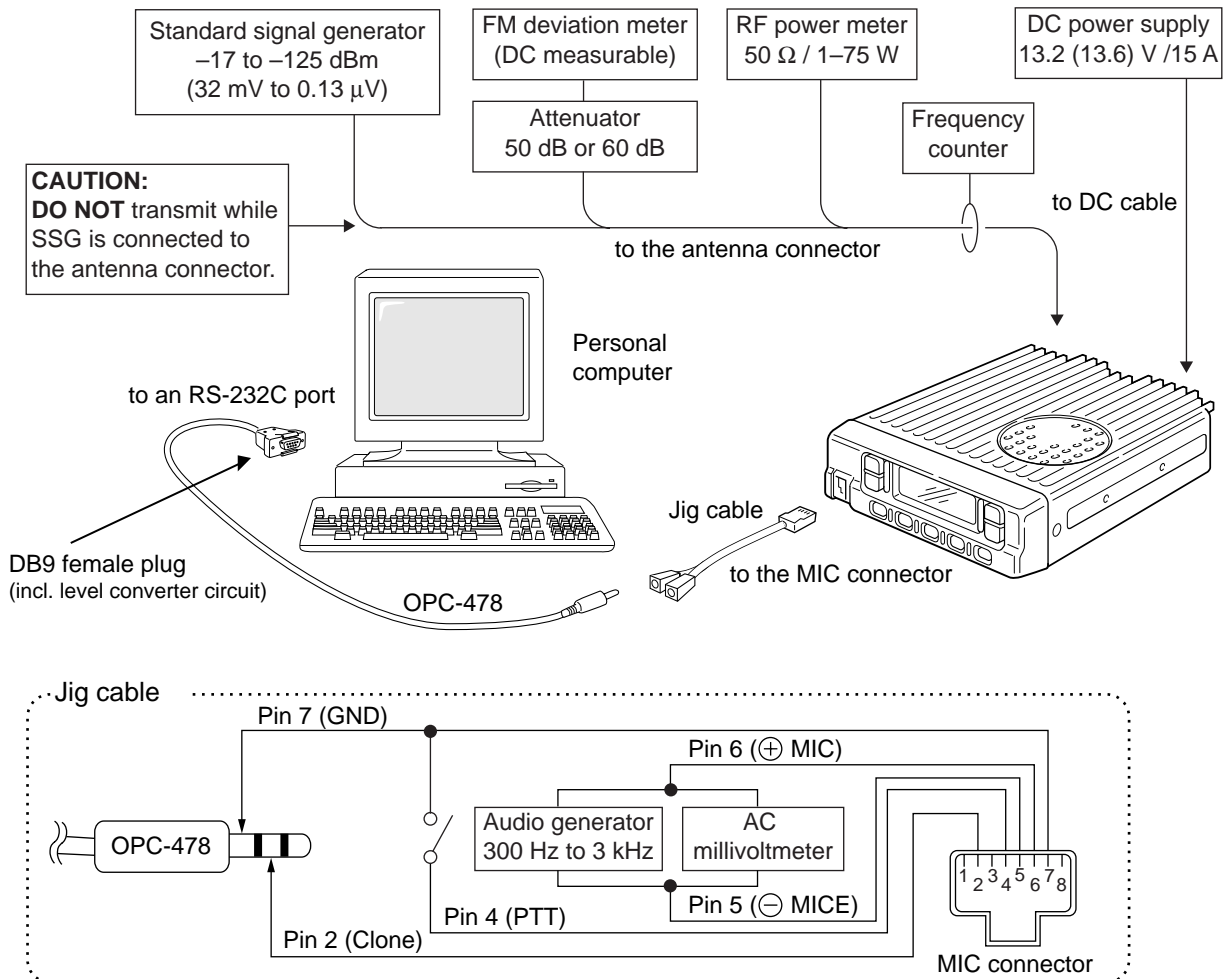 Standard signal generator
–17 to –125 dBm
(32 mV to 0.13 µV)
FM deviation meter
(DC measurable)
RF power meter
50 Ω / 1–75 W
DC power supply
13.2 (13.6) V /15 A
Attenuator
50 dB or 60 dB
Frequency
counter
CAUTION:
DO NOT transmit while
SSG is connected to
the antenna connector.
to the antenna connector
to DC cable
Personal
computer
to an RS-232C port
Jig cable
to the MIC connector
DB9 female plug
(incl. level converter circuit)
OPC-478
Jig cable
Pin 7 (GND)
Pin 6 (⊕ MIC)
OPC-478
Audio generator
300 Hz to 3 kHz
AC
millivoltmeter
Pin 5 (⊖ MICE)
Pin 4 (PTT)
Pin 2 (Clone)
1 2 3 4 5 6 7 8
MIC connector